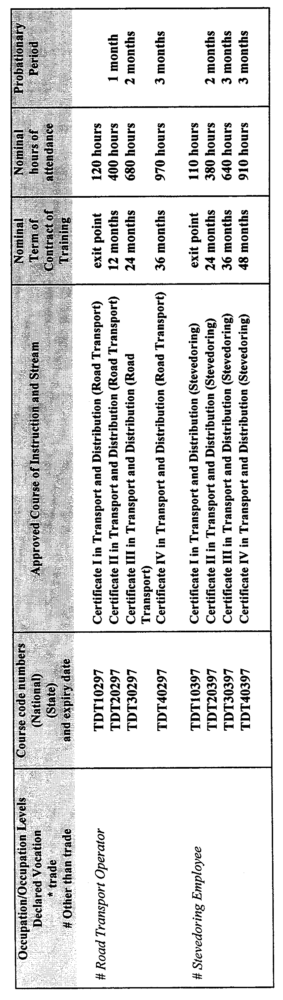 Occupation/Occupation Levels
Declared Vocation
* trade
# Other than trade
Course code numbers
(National)
(State)
and expiry date
Approved Course of Instruction and Stream
Nominal
Term of
Contract of
Training
Nominal
hours of
attendance
Probationary
Period
# Road Transport Operator
TDT10297 Certificate I in Transport and Distribution (Road Transport) exit point 120 hours
TDT20297 Certificate II in Transport and Distribution (Road Transport) 12 months 400 hours 1 month
TDT30297 Certificate III in Transport and Distribution (Road 24 months 680 hours 2 months
Transport)
TDT40297 Certificate IV in Transport and Distribution (Road Transport) 36 months 970 hours 3 months
# Stevedoring Employee
TDT10397 Certificate I in Transport and Distribution (Stevedoring) exit point 110 hours
TDT20397 Certificate II in Transport and Distribution (Stevedoring) 24 months 380 hours 2 months
TDT30397 Certificate III in Transport and Distribution (Stevedoring) 36 months 640 hours 3 months
TDT40397 Certificate IV in Transport and Distribution (Stevedoring) 48 months 910 hours 3 months